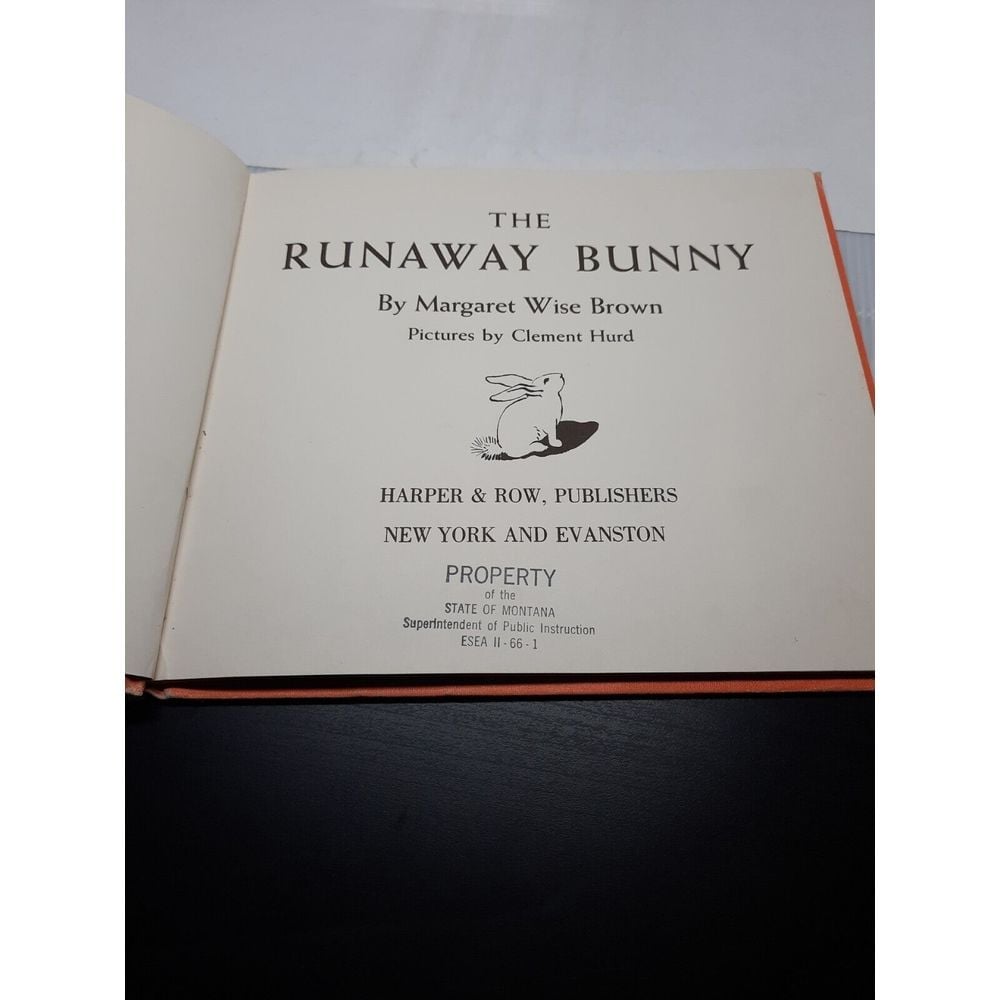 THE
RUNAWAY BUNNY
By Margaret Wise Brown
Pictures by Clement Hurd
HARPER & ROW, PUBLISHERS
NEW YORK AND EVANSTON
PROPERTY
of the
STATE OF MONTANA
Superintendent of Public Instruction
ESEA II - 66 - 1